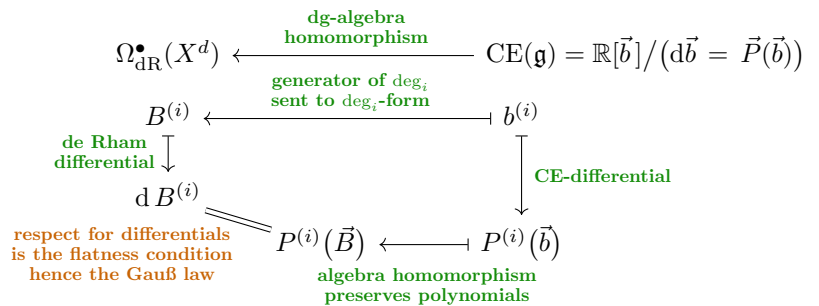 dg-algebra
homomorphism
Ω•dR(X^d) ⟵ CE(𝔤) = ℝ[b⃗]/(db⃗ = P⃗(b⃗))
generator of deg_i
sent to deg_i-form
B^(i) ⟻ b^(i)
de Rham
differential
CE-differential
d B^(i)
respect for differentials
is the flatness condition
hence the Gauß law
P^(i)(B⃗) ⟻ P^(i)(b⃗)
algebra homomorphism
preserves polynomials